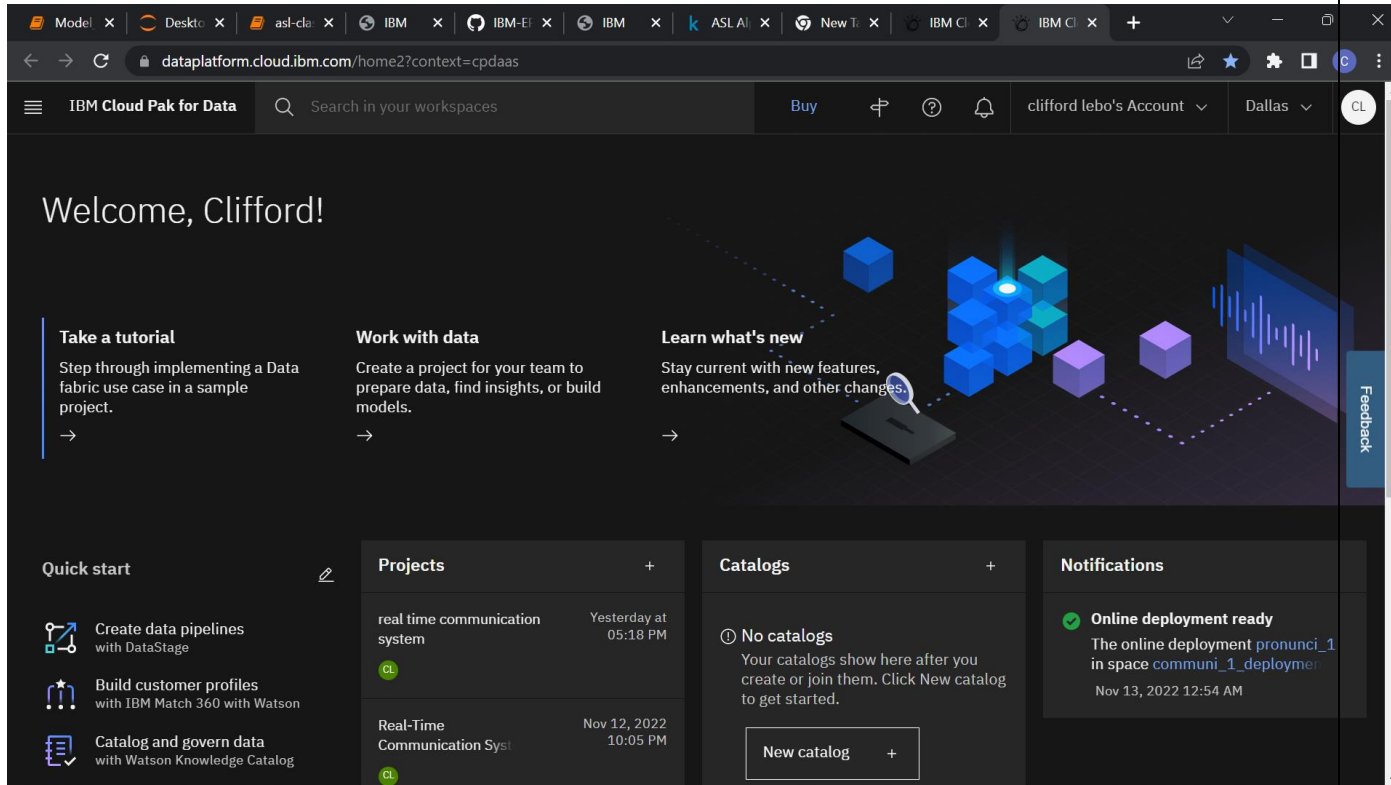 Model_
Deskto
asl-cla
IBM
IBM-EF
IBM
ASL Al
New Ta
IBM Cl
IBM Cl
dataplatform.cloud.ibm.com/home2?context=cpdaas
C
IBM Cloud Pak for Data
Search in your workspaces
Buy
clifford lebo's Account
Dallas
CL
Welcome, Clifford!
Take a tutorial
Step through implementing a Data
fabric use case in a sample
project.
Work with data
Create a project for your team to
prepare data, find insights, or build
models.
Learn what's new
Stay current with new features,
enhancements, and other changes.
Feedback
Quick start
Create data pipelines
with DataStage
Build customer profiles
with IBM Match 360 with Watson
Catalog and govern data
with Watson Knowledge Catalog
Projects +
real time communication
system
Yesterday at
05:18 PM
CL
Real-Time
Communication Syst
Nov 12, 2022
10:05 PM
CL
Catalogs +
No catalogs
Your catalogs show here after you
create or join them. Click New catalog
to get started.
New catalog +
Notifications
Online deployment ready
The online deployment pronunci_1
in space communi_1_deploymen
Nov 13, 2022 12:54 AM